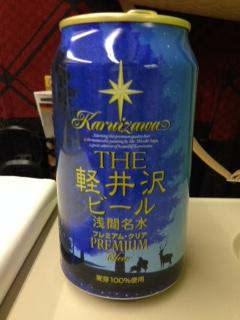 Karuizawa
THE
軽井沢
ビール
浅間名水
プレミアム・クリア
PREMIUM
Clear
麦芽100%使用